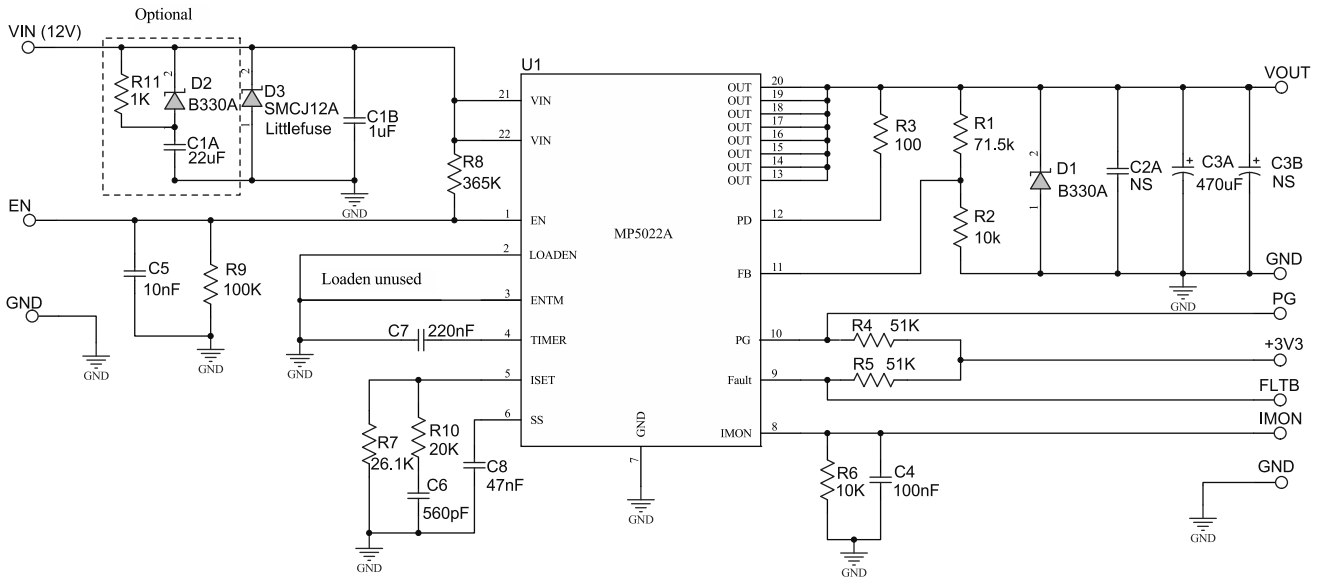 Optional
VIN (12V)
U1
R11
1K
2
D2
B330A
C1A
22uF
2
D3
SMCJ12A
Littlefuse
1
C1B
1uF
GND
R8
365K
21
VIN
22
VIN
EN
1
EN
2
LOADEN
3
ENTM
4
TIMER
5
ISET
6
SS
MP5022A
GND
7
GND
C5
10nF
R9
100K
GND
GND
GND
Loaden unused
C7
220nF
GND
R7
26.1K
R10
20K
C6
560pF
C8
47nF
GND
OUT
20
OUT
19
OUT
18
OUT
17
OUT
16
OUT
15
OUT
14
OUT
13
PD
12
FB
11
PG
10
Fault
9
IMON
8
R3
100
R1
71.5k
R2
10k
2
D1
B330A
1
C2A
NS
+
C3A
470uF
+
C3B
NS
VOUT
GND
GND
PG
R4
51K
R5
51K
+3V3
FLTB
IMON
R6
10K
C4
100nF
GND
GND
GND